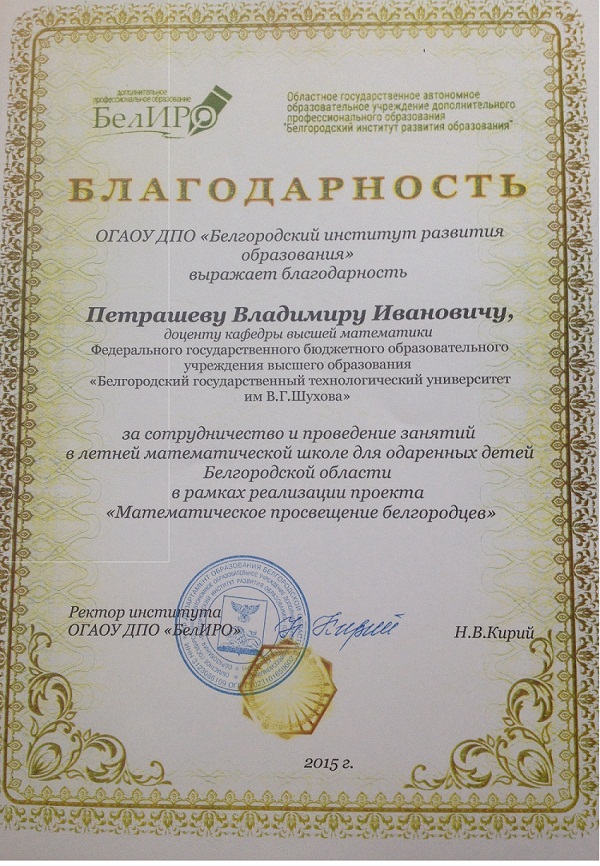 дополнительное
профессиональное образование
БелИРО
Областное государственное автономное
образовательное учреждение дополнительного
профессионального образования
"Белгородский институт развития образования"
БЛАГОДАРНОСТЬ
ОГАОУ ДПО «Белгородский институт развития
образования»
выражает благодарность
Петрашеву Владимиру Ивановичу,
доценту кафедры высшей математики
Федерального государственного бюджетного образовательного
учреждения высшего образования
«Белгородский государственный технологический университет
им В.Г.Шухова»
за сотрудничество и проведение занятий
в летней математической школе для одаренных детей
Белгородской области
в рамках реализации проекта
«Математическое просвещение белгородцев»
Ректор института
ОГАОУ ДПО «БелИРО»
Н.В.Кирий
2015 г.